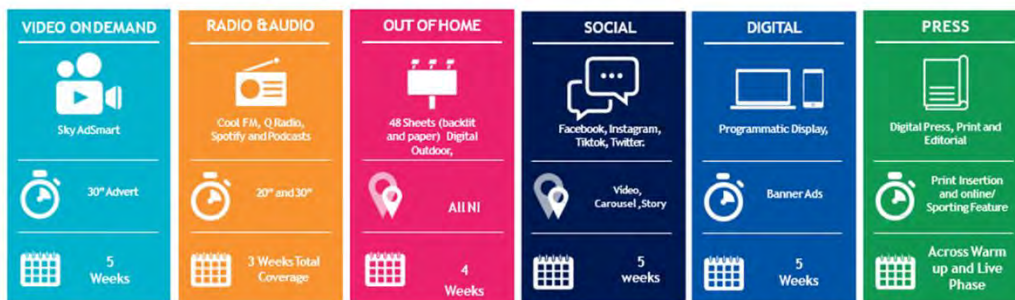 VIDEO ON DEMAND
Sky AdSmart
30" Advert
5
Weeks
RADIO & AUDIO
Cool FM, Q Radio,
Spotify and Podcasts
20" and 30"
3 Weeks Total
Coverage
OUT OF HOME
48 Sheets (backlit
and paper) Digital
Outdoor,
All NI
4
Weeks
SOCIAL
Facebook, Instagram,
Tiktok, Twitter.
Video,
Carousel ,Story
5
weeks
DIGITAL
Programmatic Display,
Banner Ads
5
Weeks
PRESS
Digital Press, Print and
Editorial
Print Insertion
and online/
Sporting Feature
Across Warm
up and Live
Phase